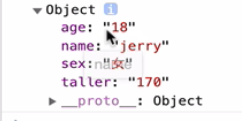 ▼Object i
age: "18"
name: "jerry"
sex: "女"
taller: "170"
▶__proto__: Object